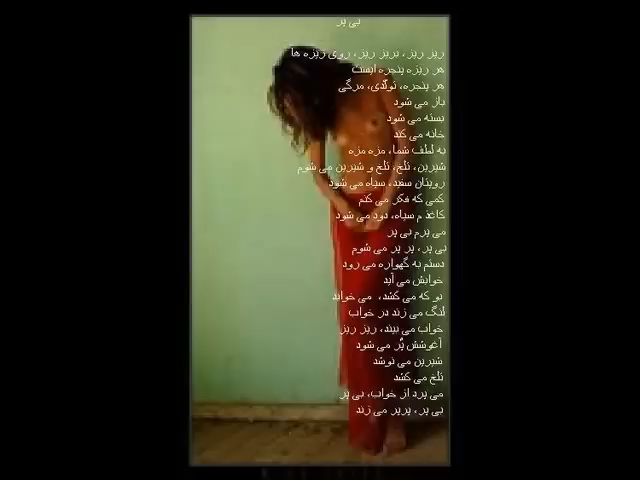 بی پر
ریز ریز، بریز ریز، روی ریزه ها
هر ریزه پنجره ایست
هر پنجره، تولدی، مرگی
باز می شود
بسته می شود
خانه می کند
به لطف شما، مزه مزه
شیرین، تلخ، تلخ و شیرین می شوم
رویتان سفید، سیاه می شود
کمی که فکر می کنم
کاغذ م سیاه، دود می شود
می پرم بی پر
بی پر، پر پر می شوم
دستم به گهواره می رود
خوابش می آید
بو که می کشد، می خوابد
لنگ می زند در خواب
خواب می بیند، ریز ریز
آغوشش پُر می شود
شیرین می نوشد
تلخ می کشد
می پرد از خواب، بی پر
بی پر، پرپر می زند